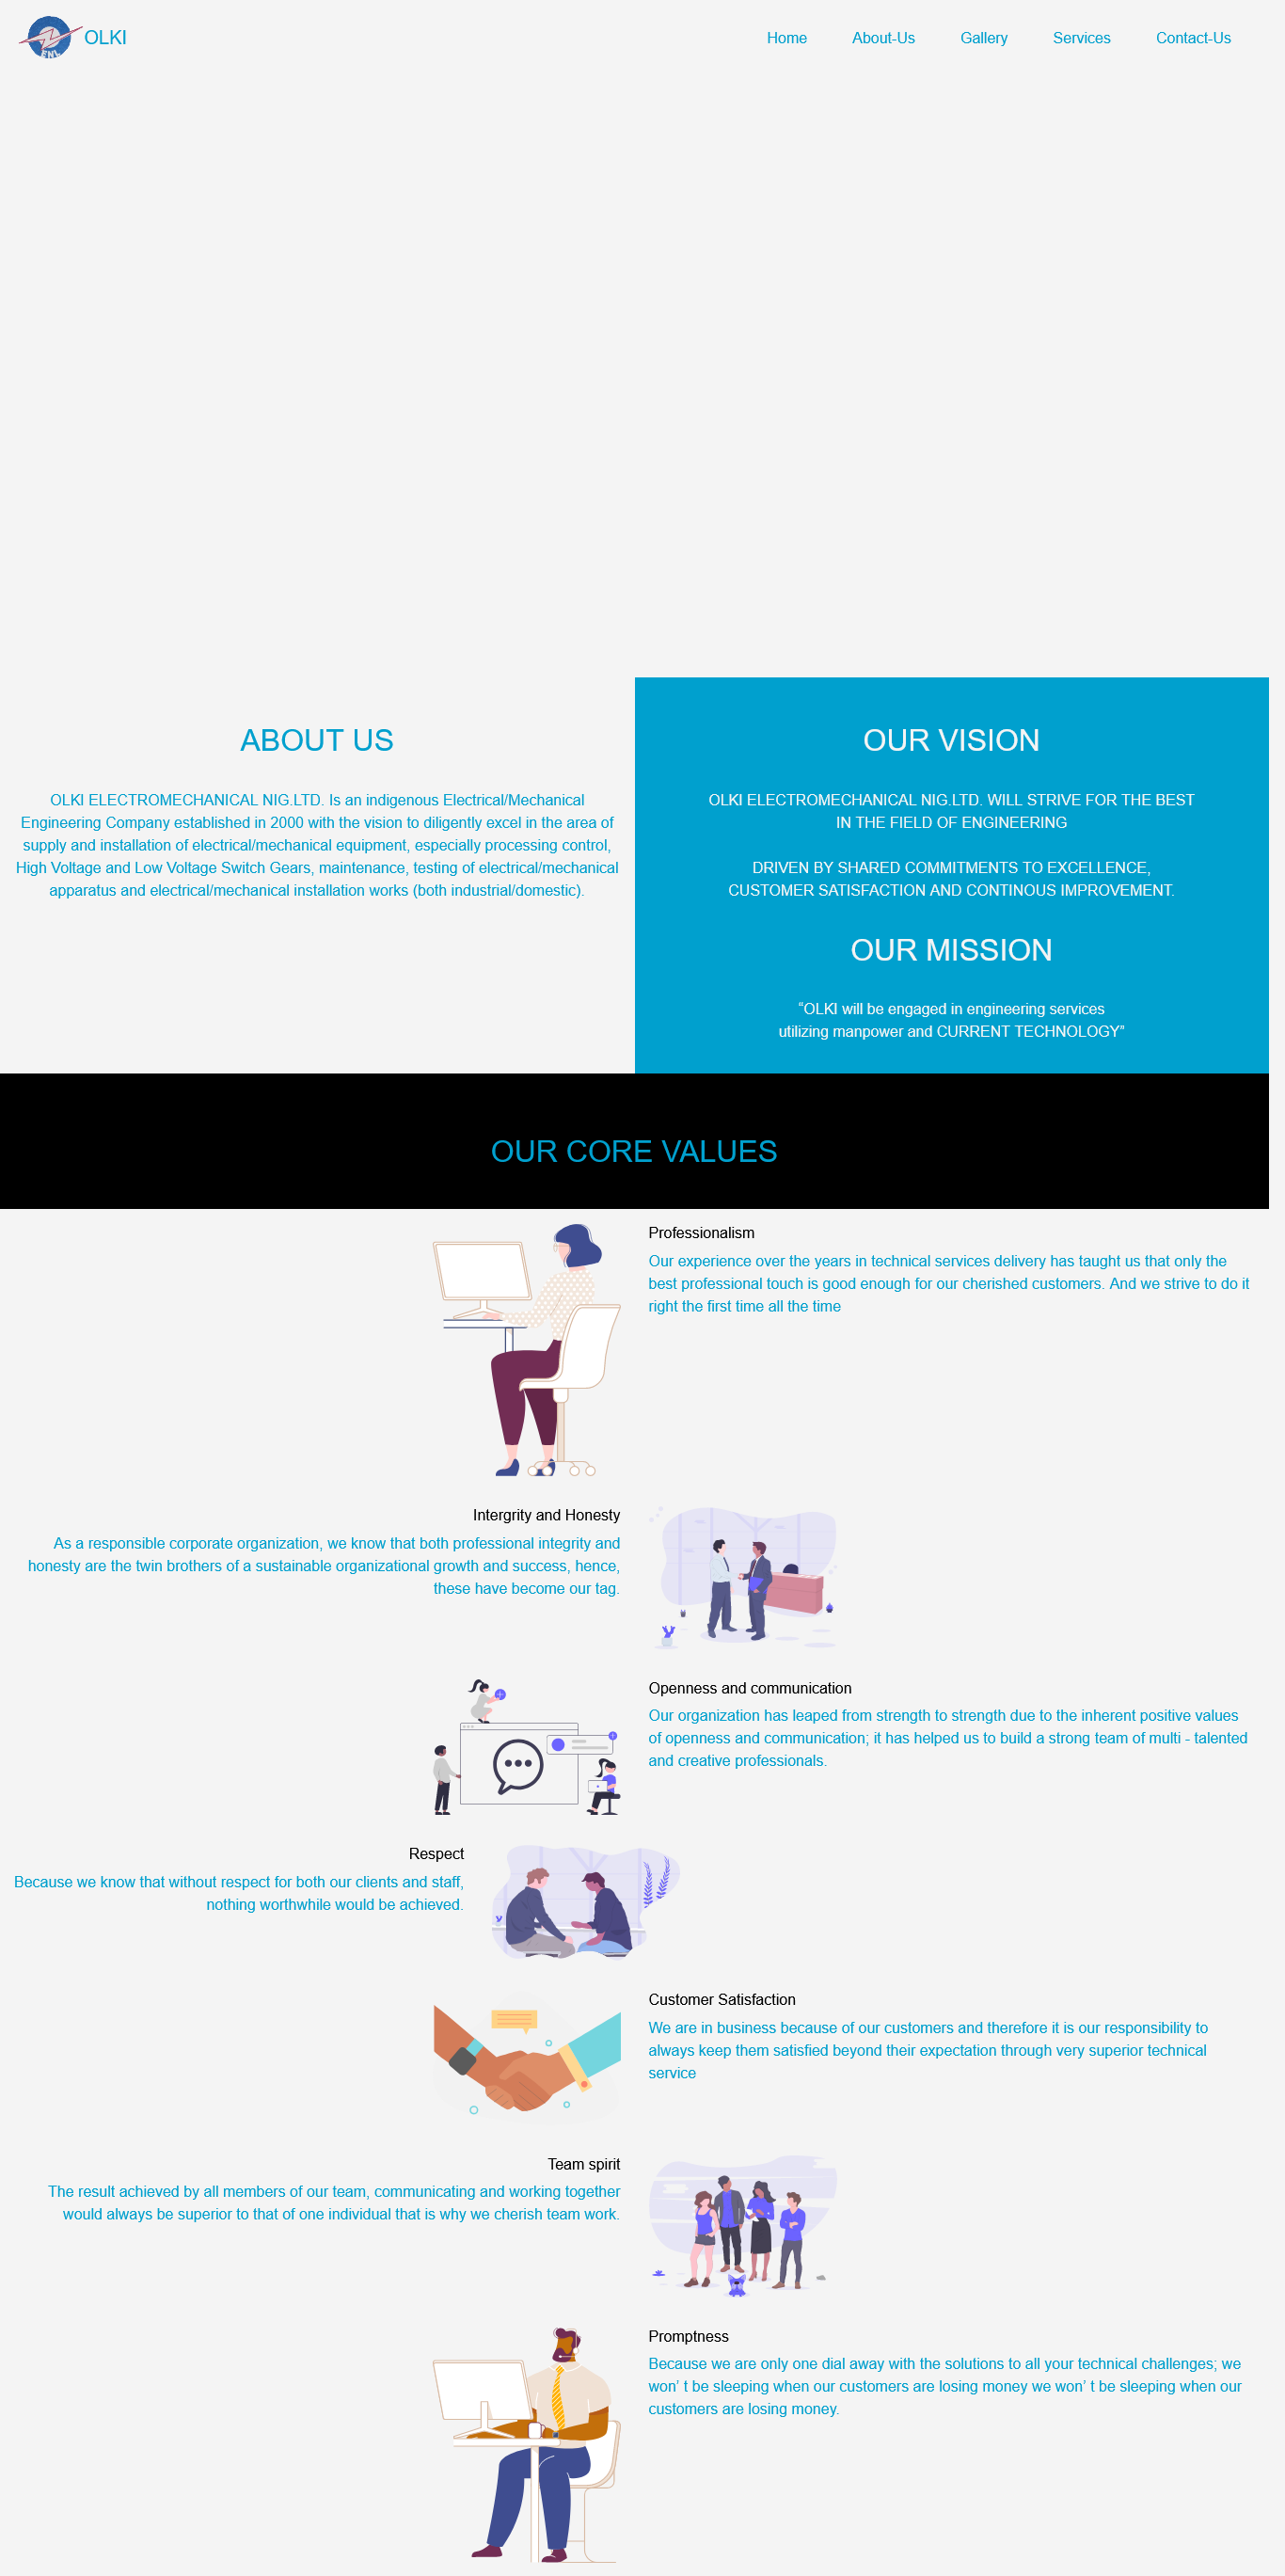 ENL
OLKI
Home
About-Us
Gallery
Services
Contact-Us
ABOUT US
OLKI ELECTROMECHANICAL NIG.LTD. Is an indigenous Electrical/Mechanical
Engineering Company established in 2000 with the vision to diligently excel in the area of
supply and installation of electrical/mechanical equipment, especially processing control,
High Voltage and Low Voltage Switch Gears, maintenance, testing of electrical/mechanical
apparatus and electrical/mechanical installation works (both industrial/domestic).
OUR VISION
OLKI ELECTROMECHANICAL NIG.LTD. WILL STRIVE FOR THE BEST
IN THE FIELD OF ENGINEERING
DRIVEN BY SHARED COMMITMENTS TO EXCELLENCE,
CUSTOMER SATISFACTION AND CONTINOUS IMPROVEMENT.
OUR MISSION
“OLKI will be engaged in engineering services
utilizing manpower and CURRENT TECHNOLOGY”
OUR CORE VALUES
Professionalism
Our experience over the years in technical services delivery has taught us that only the
best professional touch is good enough for our cherished customers. And we strive to do it
right the first time all the time
Intergrity and Honesty
As a responsible corporate organization, we know that both professional integrity and
honesty are the twin brothers of a sustainable organizational growth and success, hence,
these have become our tag.
Openness and communication
Our organization has leaped from strength to strength due to the inherent positive values
of openness and communication; it has helped us to build a strong team of multi - talented
and creative professionals.
Respect
Because we know that without respect for both our clients and staff,
nothing worthwhile would be achieved.
Customer Satisfaction
We are in business because of our customers and therefore it is our responsibility to
always keep them satisfied beyond their expectation through very superior technical
service
Team spirit
The result achieved by all members of our team, communicating and working together
would always be superior to that of one individual that is why we cherish team work.
Promptness
Because we are only one dial away with the solutions to all your technical challenges; we
won’ t be sleeping when our customers are losing money we won’ t be sleeping when our
customers are losing money.